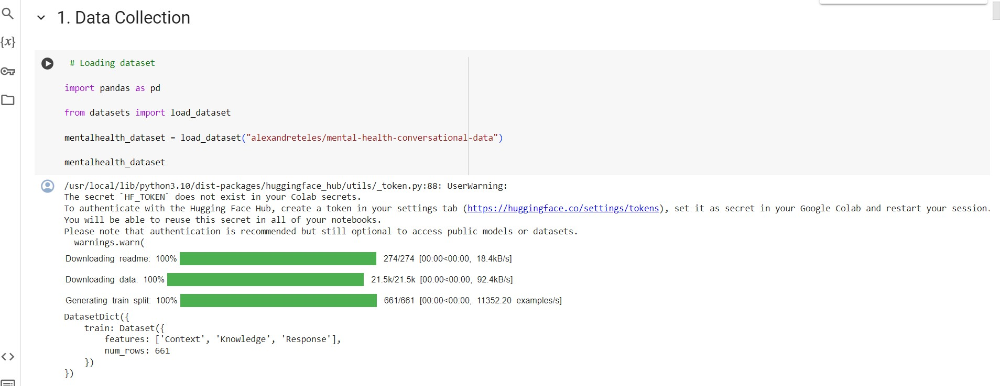 1. Data Collection
{x}
# Loading dataset
import pandas as pd
from datasets import load_dataset
mentalhealth_dataset = load_dataset("alexandreteles/mental-health-conversational-data")
mentalhealth_dataset
/usr/local/lib/python3.10/dist-packages/huggingface_hub/utils/_token.py:88: UserWarning:
The secret `HF_TOKEN` does not exist in your Colab secrets.
To authenticate with the Hugging Face Hub, create a token in your settings tab (https://huggingface.co/settings/tokens), set it as secret in your Google Colab and restart your session.
You will be able to reuse this secret in all of your notebooks.
Please note that authentication is recommended but still optional to access public models or datasets.
  warnings.warn(
Downloading readme: 100% 274/274 [00:00<00:00, 18.4kB/s]
Downloading data: 100% 21.5k/21.5k [00:00<00:00, 92.4kB/s]
Generating train split: 100% 661/661 [00:00<00:00, 11352.20 examples/s]
DatasetDict({
    train: Dataset({
        features: ['Context', 'Knowledge', 'Response'],
        num_rows: 661
    })
})